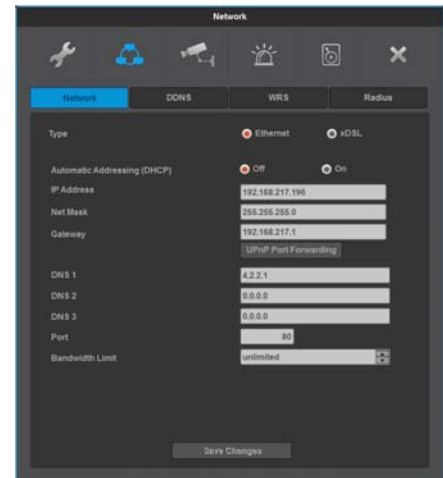 Network
Network DDNS WRS Radius
Type Ethernet xDSL
Automatic Addressing (DHCP) Off On
IP Address 192.168.217.196
Net Mask 255.255.255.0
Gateway 192.168.217.1
UPnP Port Forwarding
DNS 1 4.2.2.1
DNS 2 0.0.0.0
DNS 3 0.0.0.0
Port 80
Bandwidth Limit unlimited
Save Changes